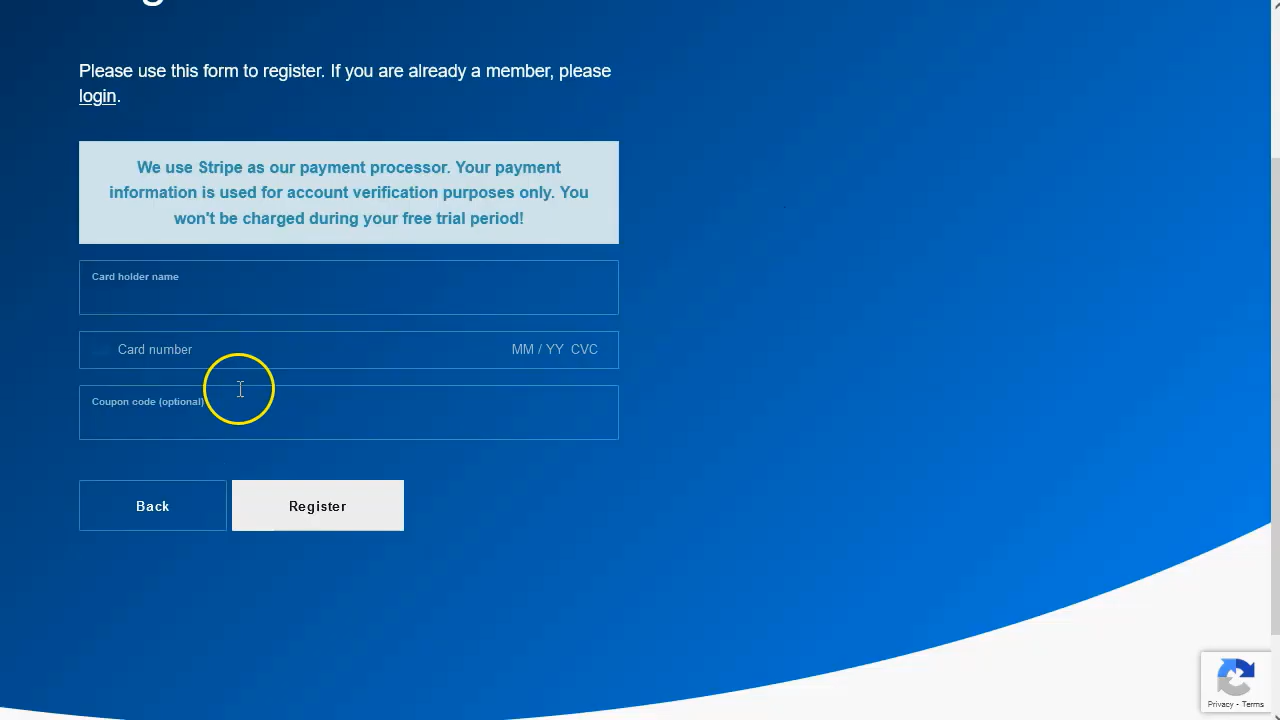 Please use this form to register. If you are already a member, please
login.
We use Stripe as our payment processor. Your payment
information is used for account verification purposes only. You
won't be charged during your free trial period!
Card holder name
Card number MM / YY CVC
Coupon code (optional)
Back Register
Privacy - Terms